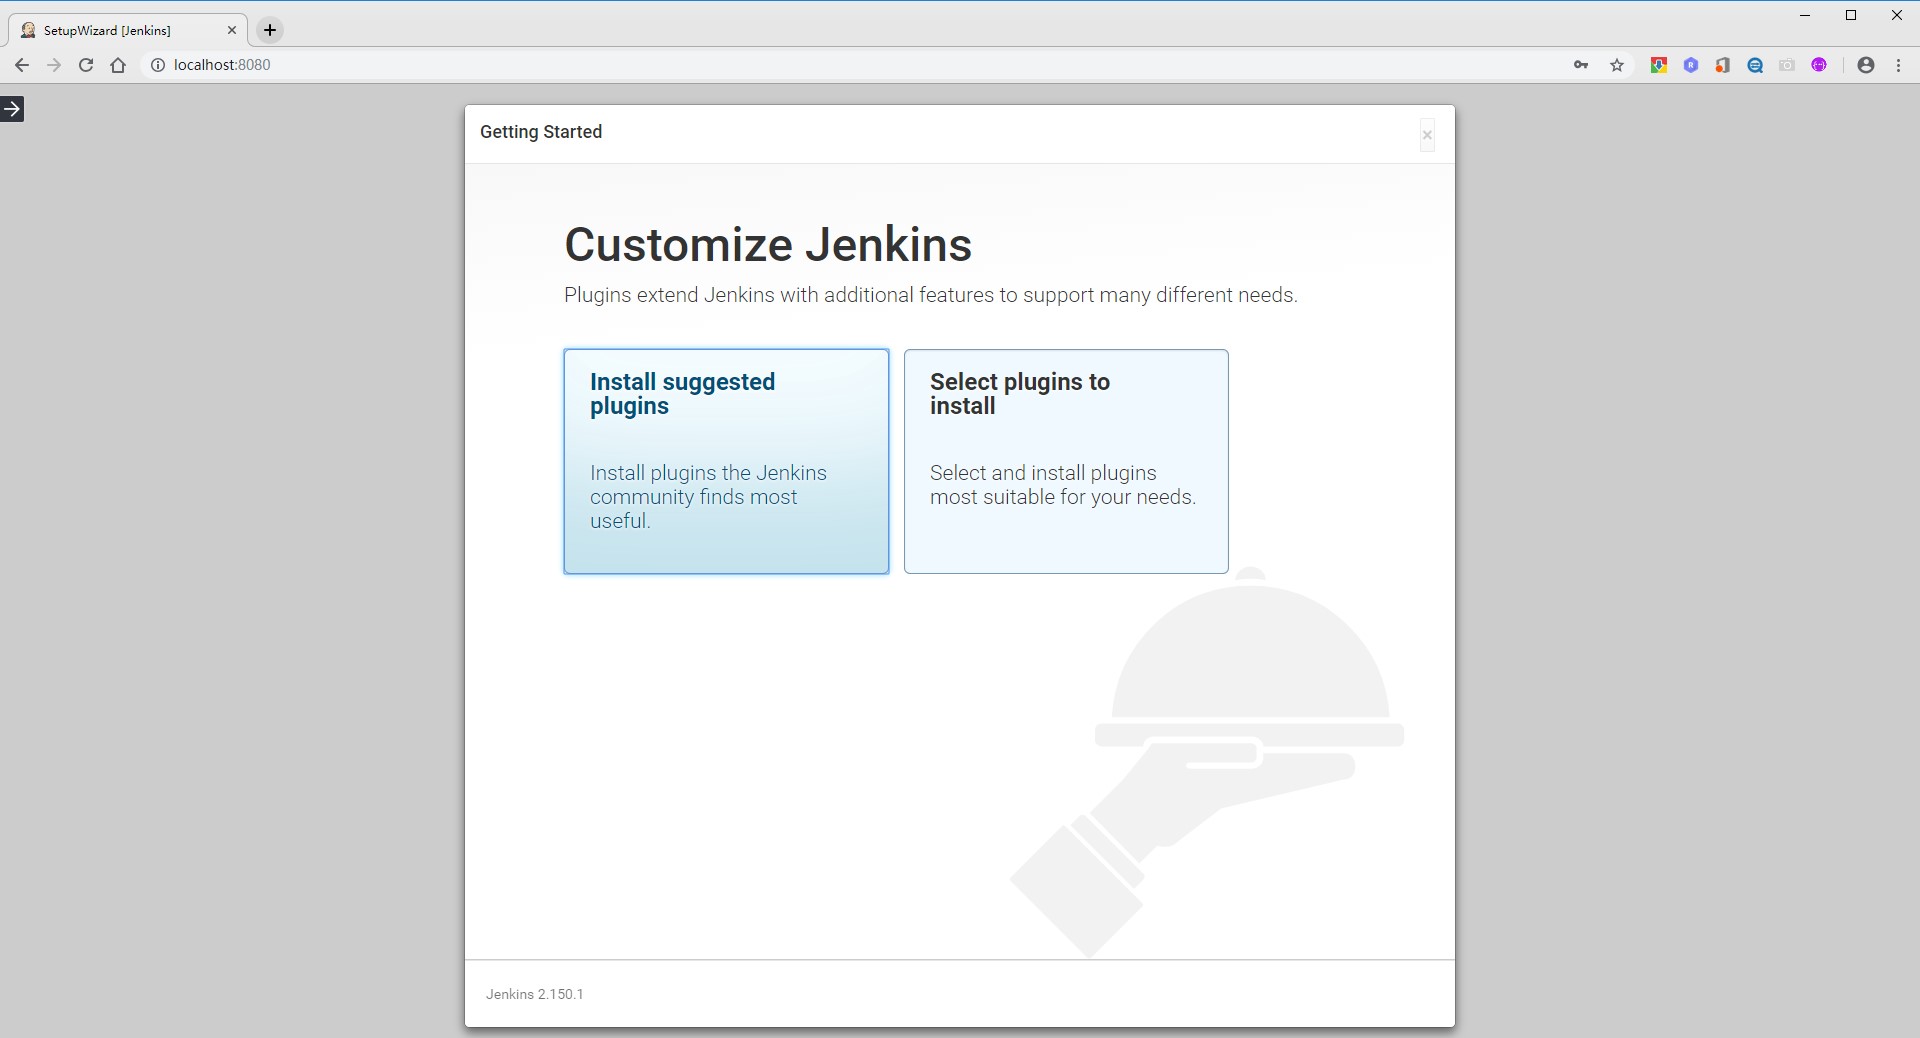 SetupWizard [Jenkins]
localhost:8080
Getting Started
Customize Jenkins
Plugins extend Jenkins with additional features to support many different needs.
Install suggested
plugins
Install plugins the Jenkins
community finds most
useful.
Select plugins to
install
Select and install plugins
most suitable for your needs.
Jenkins 2.150.1